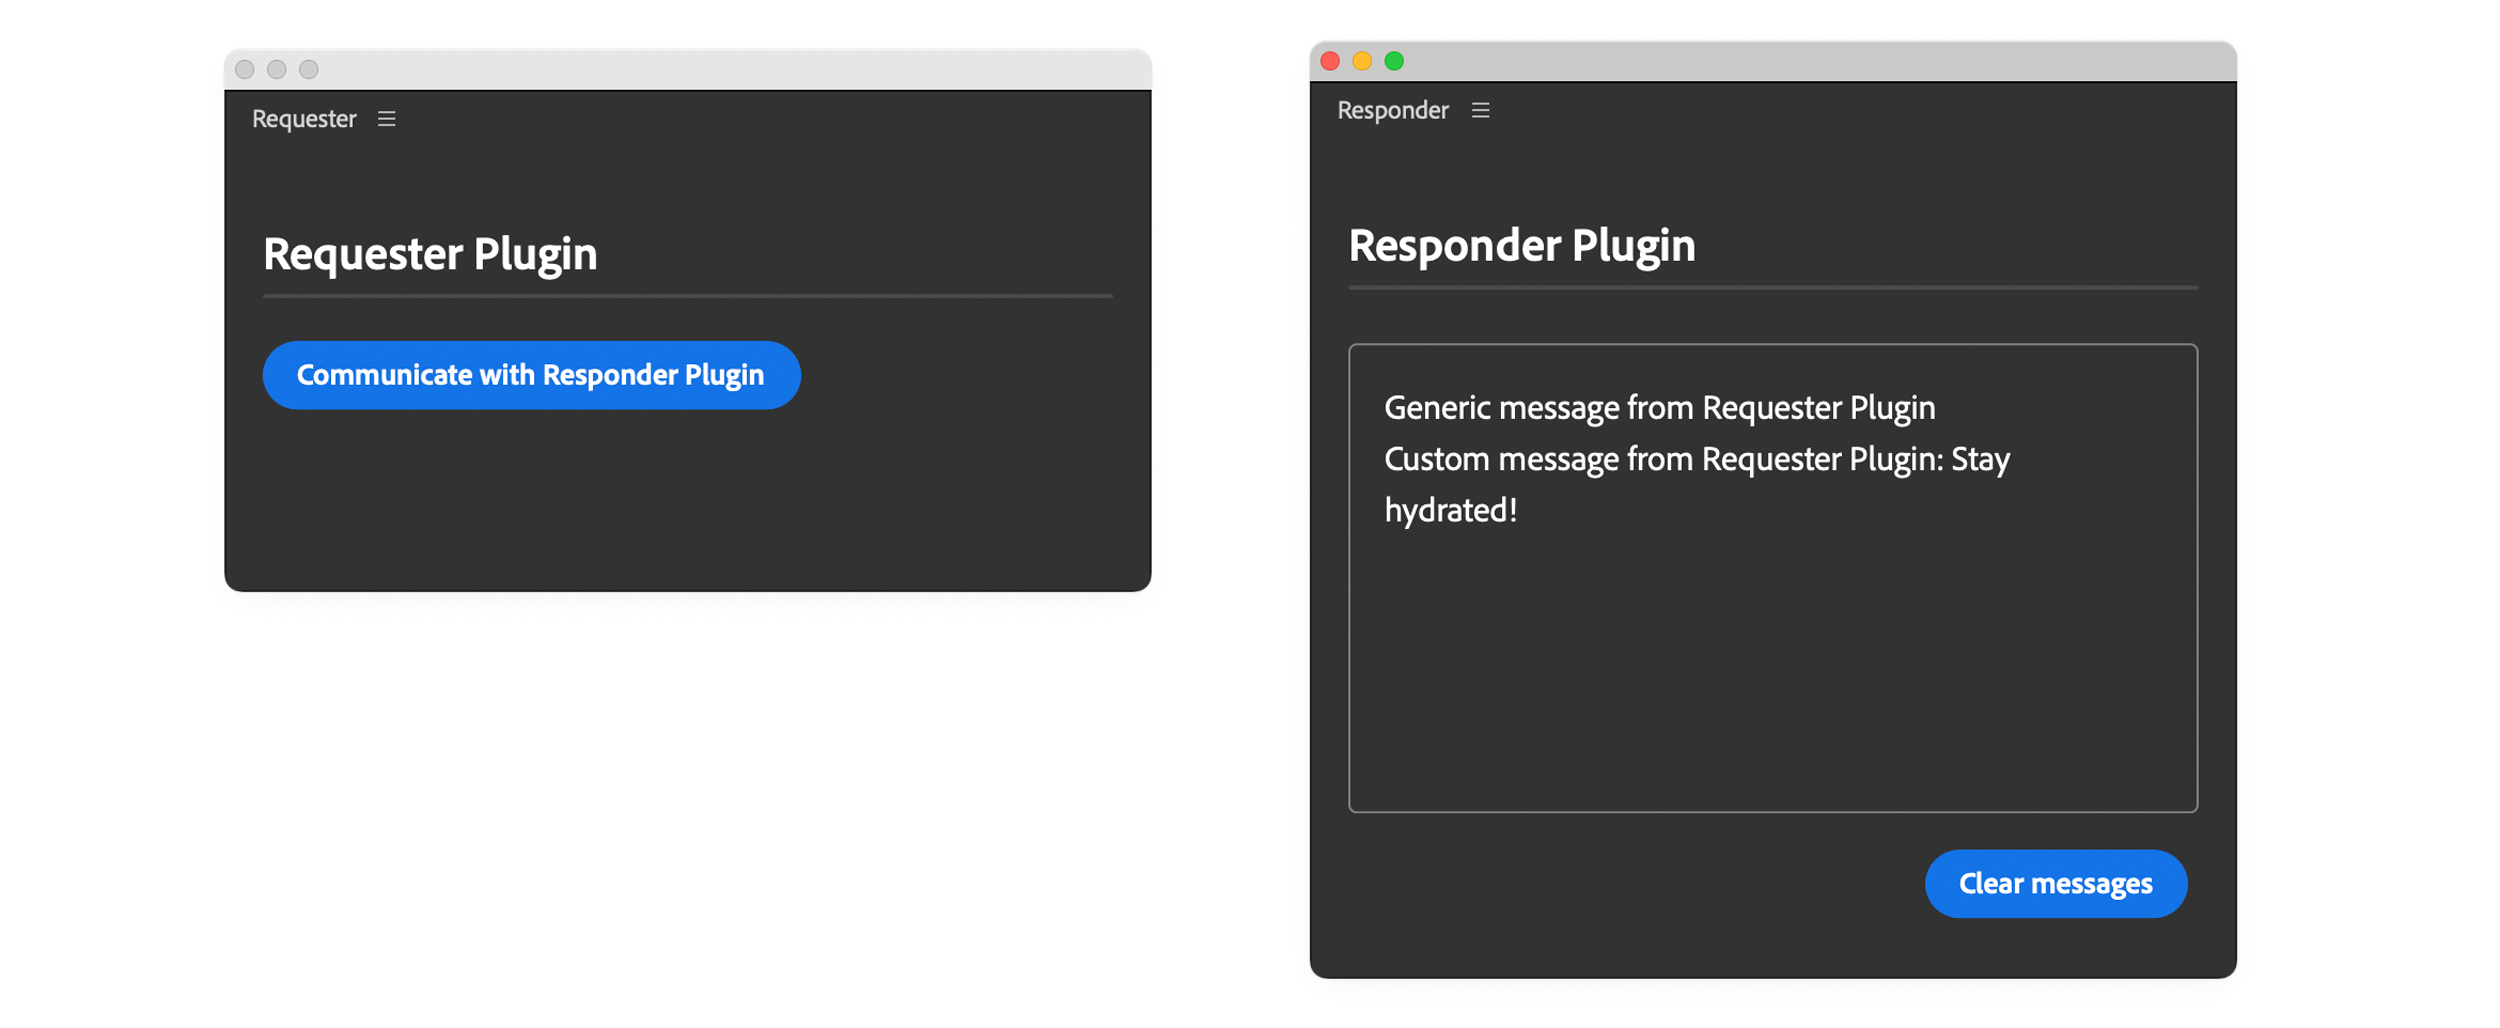 Requester
Requester Plugin
Communicate with Responder Plugin
Responder
Responder Plugin
Generic message from Requester Plugin
Custom message from Requester Plugin: Stay
hydrated!
Clear messages